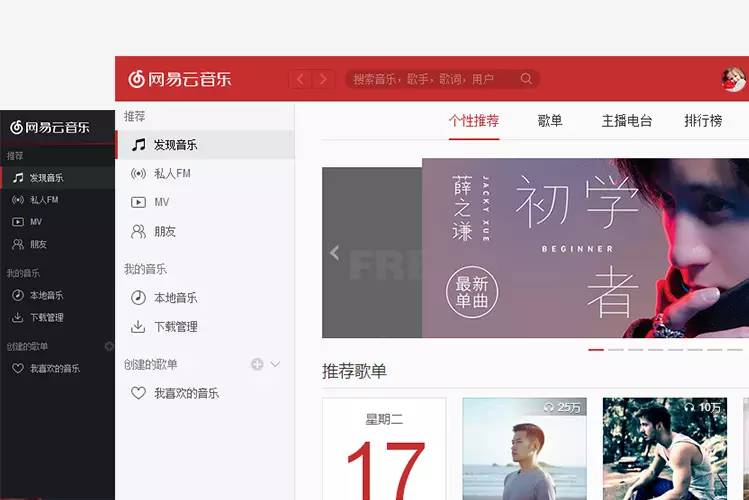 网易云音乐
推荐
发现音乐
私人FM
MV
朋友
我的音乐
本地音乐
下载管理
创建的歌单
我喜欢的音乐
网易云音乐
搜索音乐，歌手，歌词，用户
推荐
发现音乐
私人FM
MV
朋友
我的音乐
本地音乐
下载管理
创建的歌单
我喜欢的音乐
个性推荐 歌单 主播电台 排行榜
薛之谦
JACKY XUE
初学者
BEGINNER
最新
单曲
FRE
推荐歌单
星期二
17
25万
10万